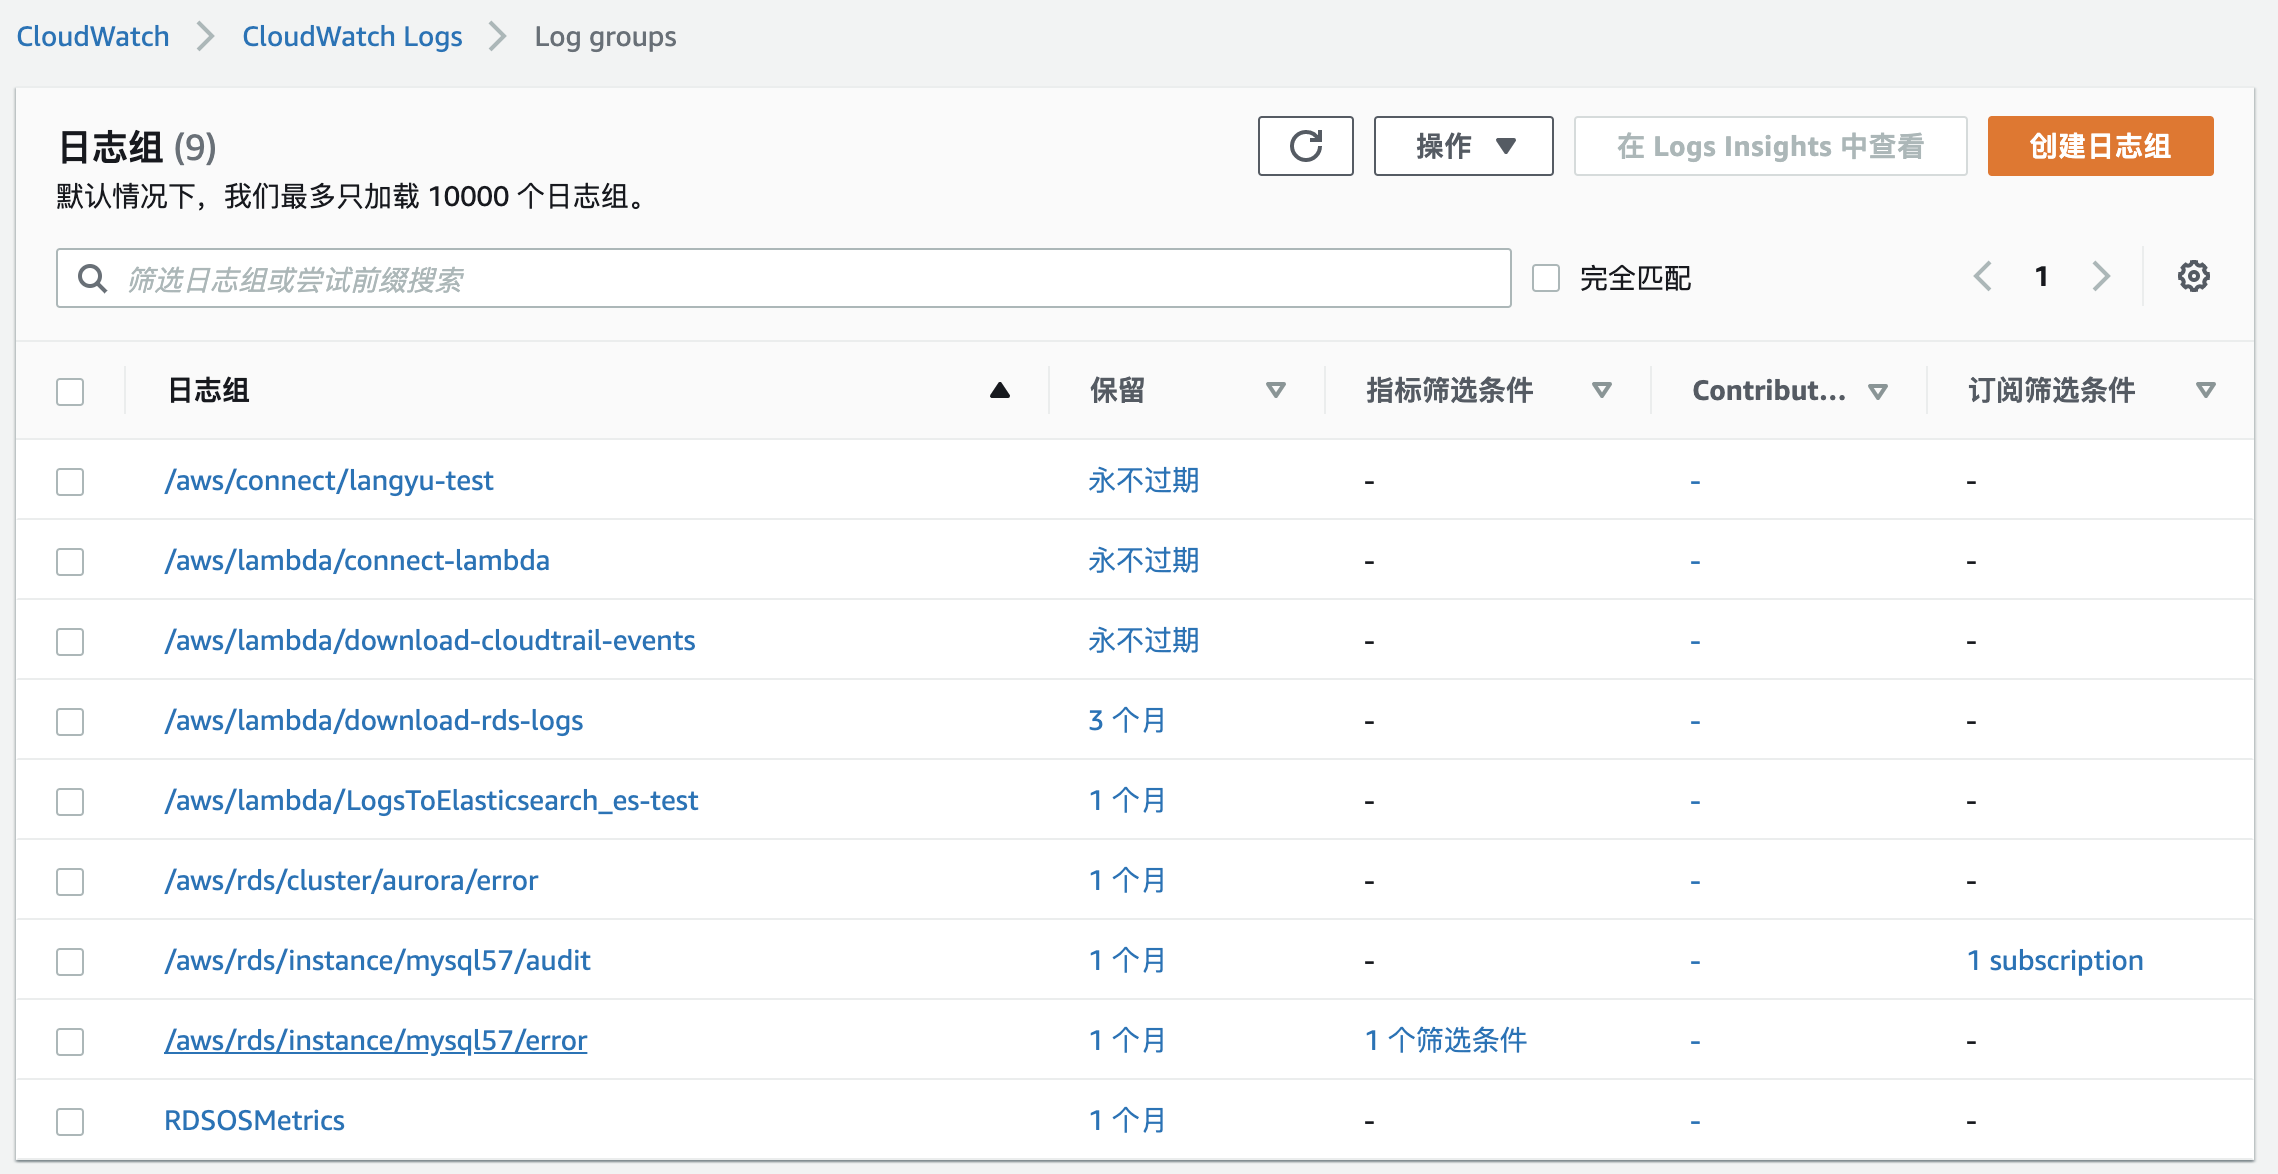 CloudWatch CloudWatch Logs Log groups
日志组 (9)
操作 在 Logs Insights 中查看 创建日志组
默认情况下，我们最多只加载 10000 个日志组。
筛选日志组或尝试前缀搜索 完全匹配 1
日志组 保留 指标筛选条件 Contribut... 订阅筛选条件
/aws/connect/langyu-test 永不过期 - - -
/aws/lambda/connect-lambda 永不过期 - - -
/aws/lambda/download-cloudtrail-events 永不过期 - - -
/aws/lambda/download-rds-logs 3 个月 - - -
/aws/lambda/LogsToElasticsearch_es-test 1 个月 - - -
/aws/rds/cluster/aurora/error 1 个月 - - -
/aws/rds/instance/mysql57/audit 1 个月 - - 1 subscription
/aws/rds/instance/mysql57/error 1 个月 1 个筛选条件 - -
RDSOSMetrics 1 个月 - - -